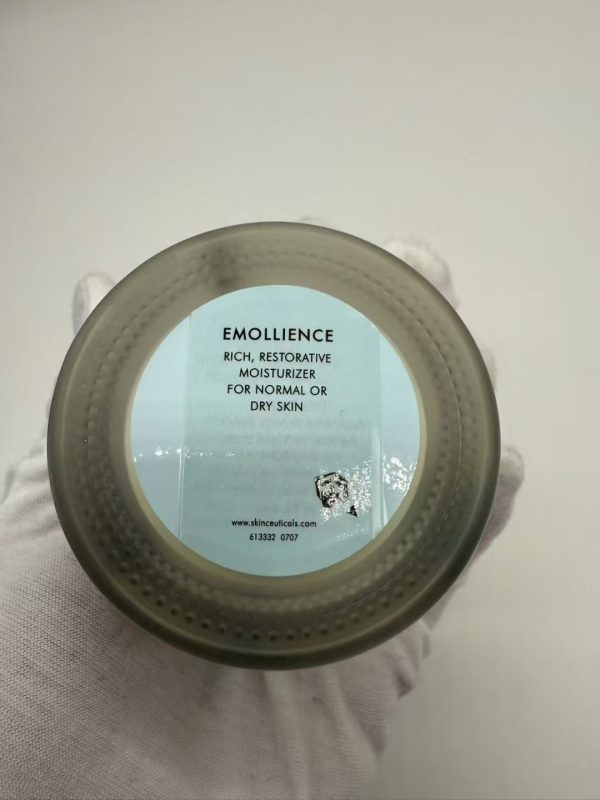 EMOLLIENCE
RICH, RESTORATIVE
MOISTURIZER
FOR NORMAL OR
DRY SKIN
www.skinceuticals.com
613332 0707